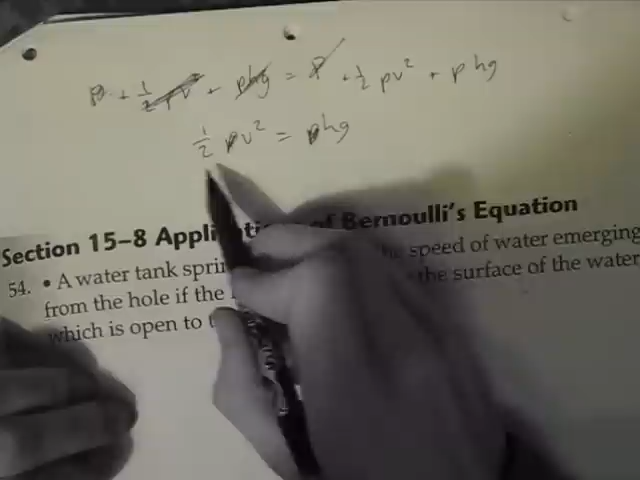 p + 1/2 ρv + ρhg = P + 1/2 ρv² + ρhg
1/2 ρv² = ρhg
Section 15–8 Appli of Bernoulli's Equation
54. • A water tank the speed of water emerging
from the hole if the the surface of the water
which is open to